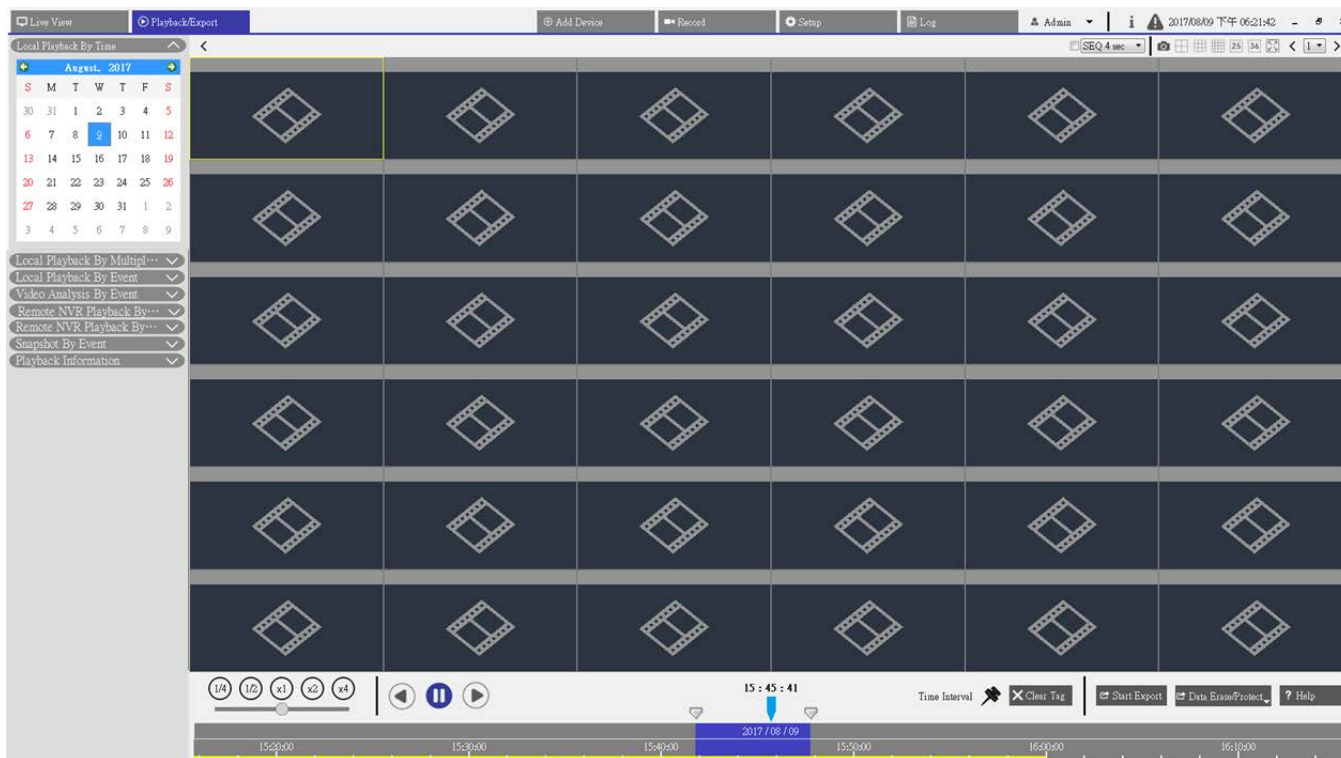 Live View Playback/Export Add Device Record Setup Log Admin i 2017/08/09 下午 06:21:42
Local Playback By Time
SEQ 4 sec 25 36 1
August, 2017
S M T W T F S
30 31 1 2 3 4 5
6 7 8 9 10 11 12
13 14 15 16 17 18 19
20 21 22 23 24 25 26
27 28 29 30 31 1 2
3 4 5 6 7 8 9
Local Playback By Multipl···
Local Playback By Event
Video Analysis By Event
Remote NVR Playback By···
Remote NVR Playback By···
Snapshot By Event
Playback Information
1/4 1/2 x1 x2 x4
15 : 45 : 41
Time Interval Clear Tag Start Export Data Erase/Protect ? Help
2017 / 08 / 09
15:20:00 15:30:00 15:40:00 15:50:00 16:00:00 16:10:00